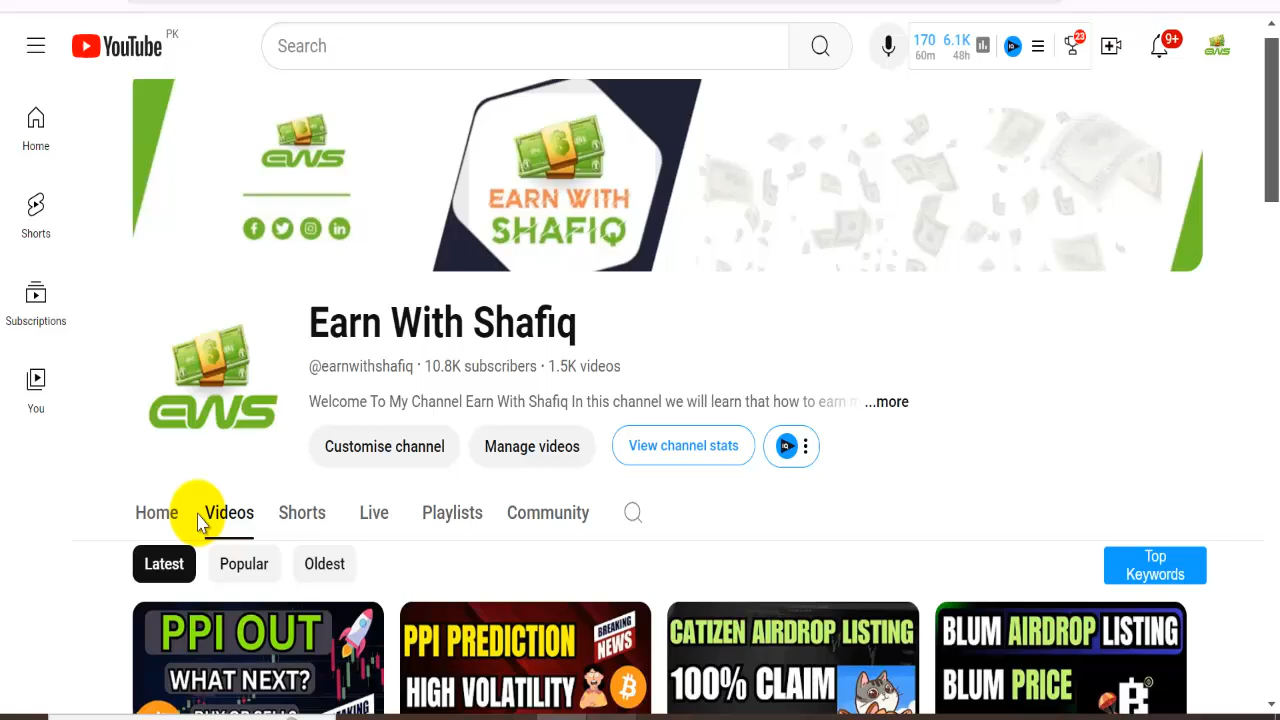 YouTube PK
Search
170 6.1K
60m 48h
iQ
23
9+
EWS
Home
Shorts
Subscriptions
You
EWS
EARN WITH
SHAFIQ
EWS
Earn With Shafiq
@earnwithshafiq · 10.8K subscribers · 1.5K videos
Welcome To My Channel Earn With Shafiq In this channel we will learn that how to earn m ...more
Customise channel
Manage videos
View channel stats
iQ
Home
Videos
Shorts
Live
Playlists
Community
Latest
Popular
Oldest
Top
Keywords
PPI OUT
WHAT NEXT?
PPI PREDICTION
BREAKING
NEWS
HIGH VOLATILITY
CATIZEN AIRDROP LISTING
100% CLAIM
BLUM AIRDROP LISTING
BLUM PRICE